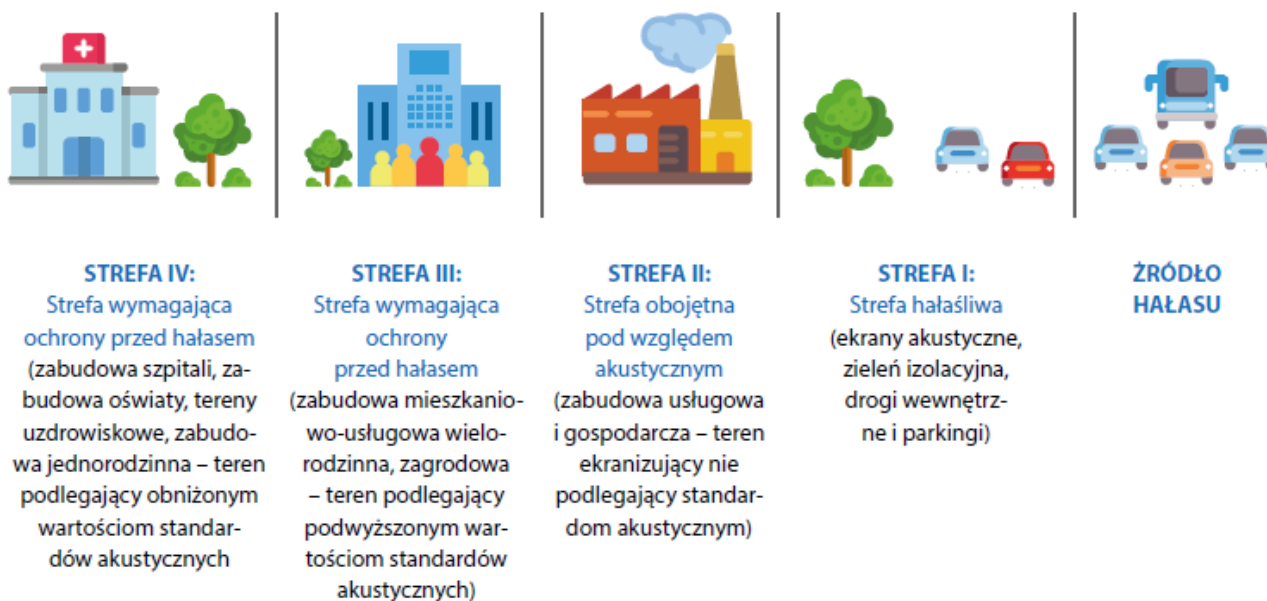 STREFA IV:
Strefa wymagająca
ochrony przed hałasem
(zabudowa szpitali, za-
budowa oświaty, tereny
uzdrowiskowe, zabudo-
wa jednorodzinna – teren
podlegający obniżonym
wartościom standar-
dów akustycznych
STREFA III:
Strefa wymagająca
ochrony
przed hałasem
(zabudowa mieszkanio-
wo-usługowa wielo-
rodzinna, zagrodowa
– teren podlegający
podwyższonym war-
tościom standardów
akustycznych)
STREFA II:
Strefa obojętna
pod względem
akustycznym
(zabudowa usługowa
i gospodarcza – teren
ekranizujący nie
podlegający standar-
dom akustycznym)
STREFA I:
Strefa hałaśliwa
(ekrany akustyczne,
zieleń izolacyjna,
drogi wewnętrz-
ne i parkingi)
ŹRÓDŁO
HAŁASU